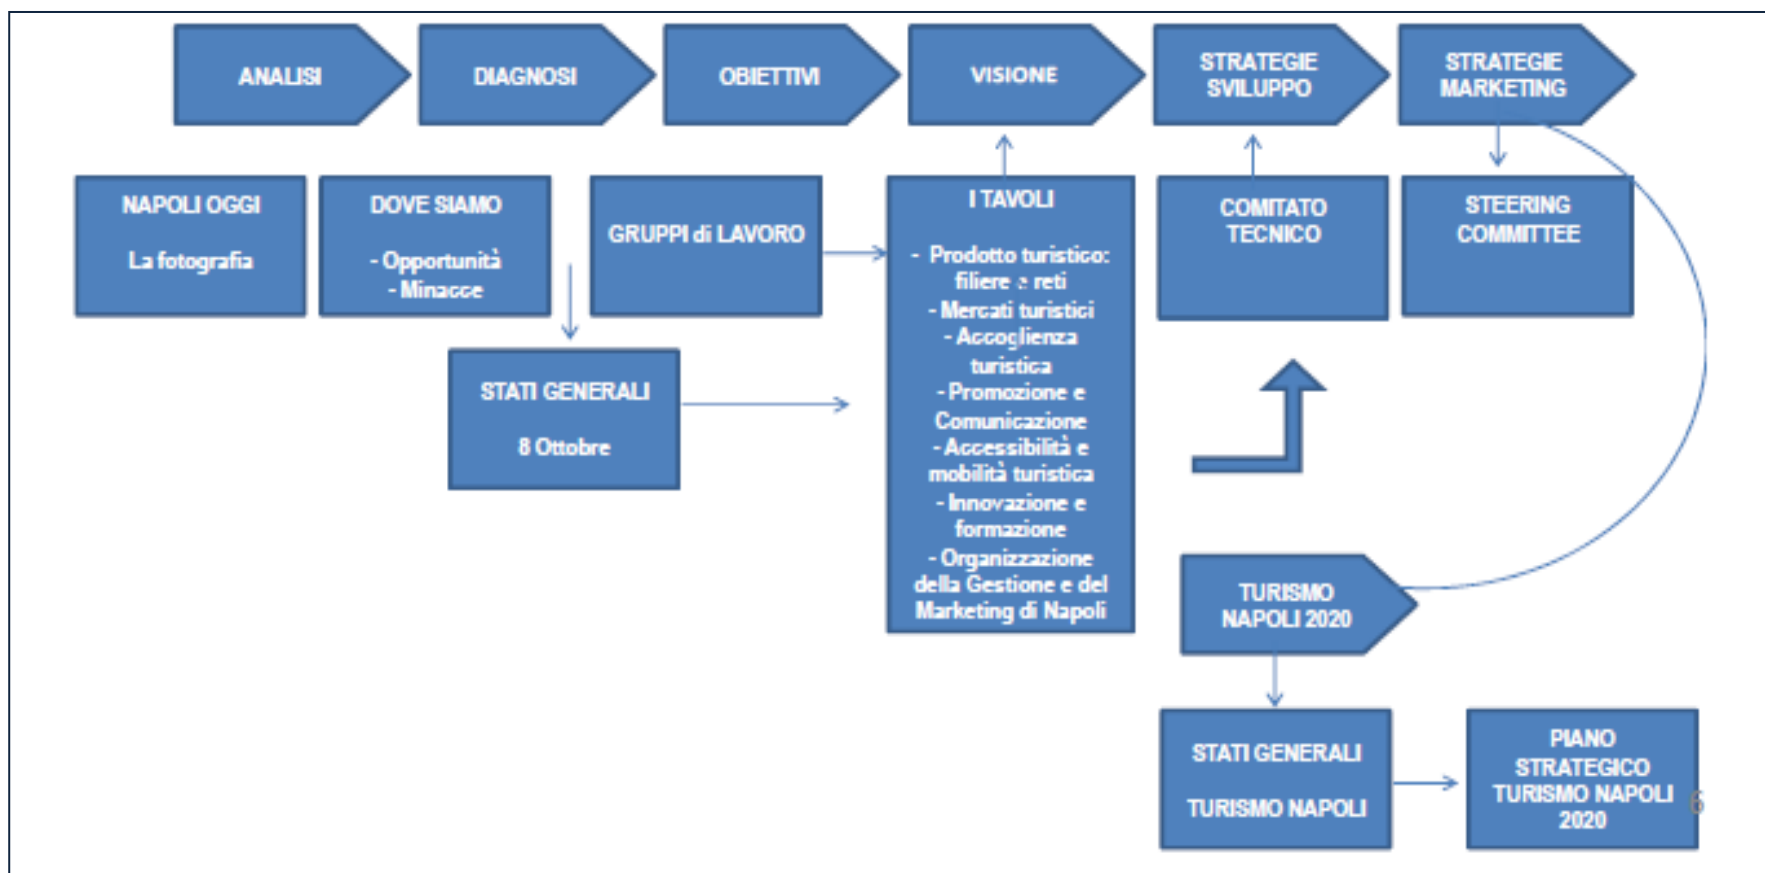 ANALISI
DIAGNOSI
OBIETTIVI
VISIONE
STRATEGIE
SVILUPPO
STRATEGIE
MARKETING
NAPOLI OGGI
La fotografia
DOVE SIAMO
- Opportunità
- Minacce
GRUPPI di LAVORO
I TAVOLI
- Prodotto turistico:
filiere e reti
- Mercati turistici
- Accoglienza
turistica
- Promozione e
Comunicazione
- Accessibilità e
mobilità turistica
- Innovazione e
formazione
- Organizzazione
della Gestione e del
Marketing di Napoli
COMITATO
TECNICO
STEERING
COMMITTEE
STATI GENERALI
8 Ottobre
TURISMO
NAPOLI 2020
STATI GENERALI
TURISMO NAPOLI
PIANO
STRATEGICO
TURISMO NAPOLI
2020
6